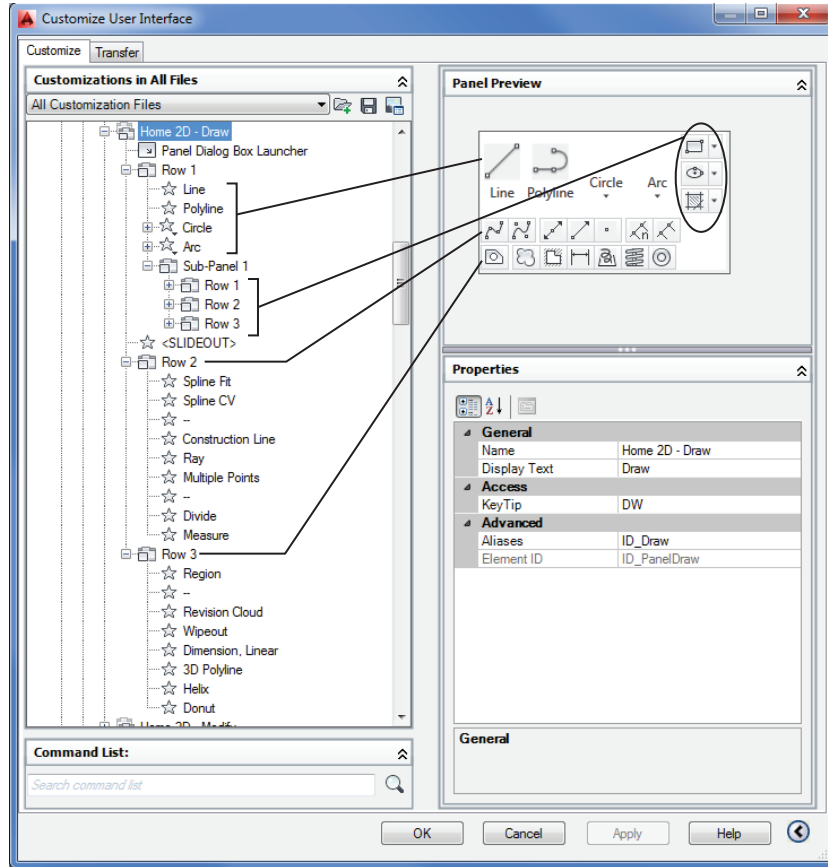 Customize User Interface
Customize
Transfer
Customizations in All Files
All Customization Files
Home 2D - Draw
Panel Dialog Box Launcher
Row 1
Line
Polyline
Circle
Arc
Sub-Panel 1
Row 1
Row 2
Row 3
<SLIDEOUT>
Row 2
Spline Fit
Spline CV
--
Construction Line
Ray
Multiple Points
--
Divide
Measure
Row 3
Region
--
Revision Cloud
Wipeout
Dimension, Linear
3D Polyline
Helix
Donut
Home 2D - Modify
Command List:
Search command list
Panel Preview
Line Polyline Circle Arc
n
Properties
General
Name Home 2D - Draw
Display Text Draw
Access
KeyTip DW
Advanced
Aliases ID_Draw
Element ID ID_PanelDraw
General
OK Cancel Apply Help